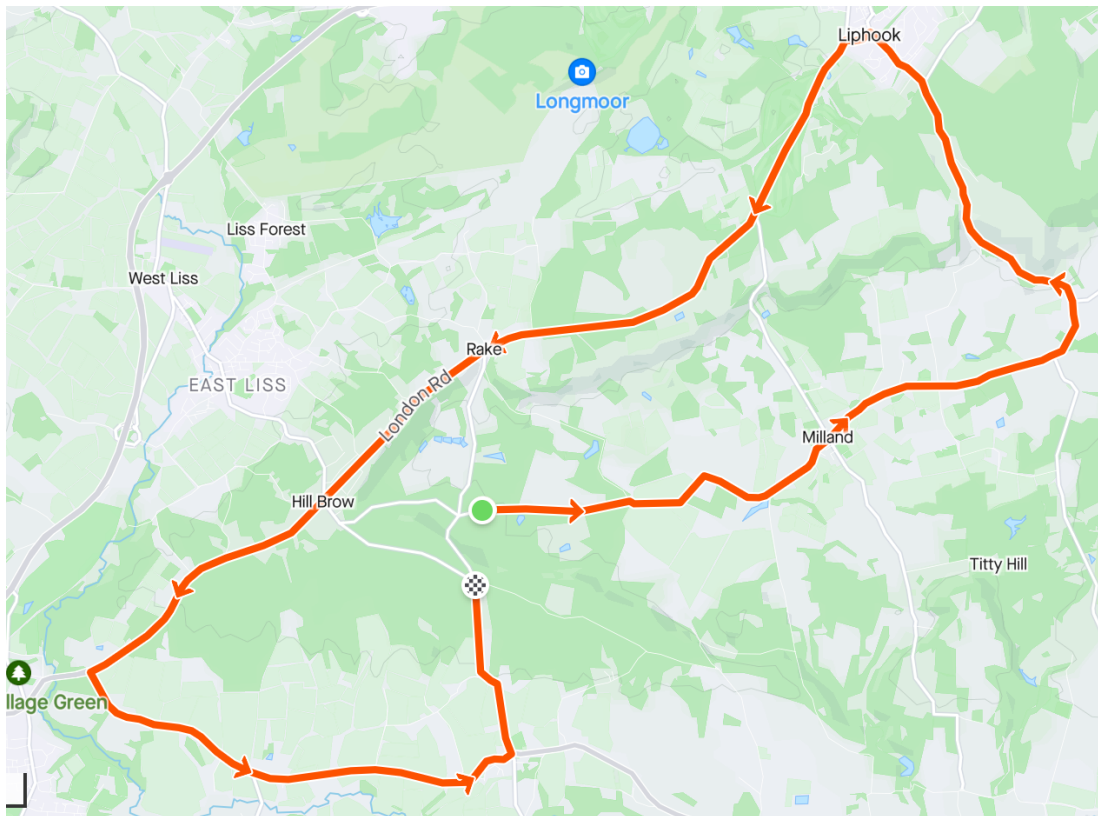 Liphook
Longmoor
Liss Forest
West Liss
Rake
EAST LISS
London Rd
Milland
Hill Brow
Titty Hill
llage Green